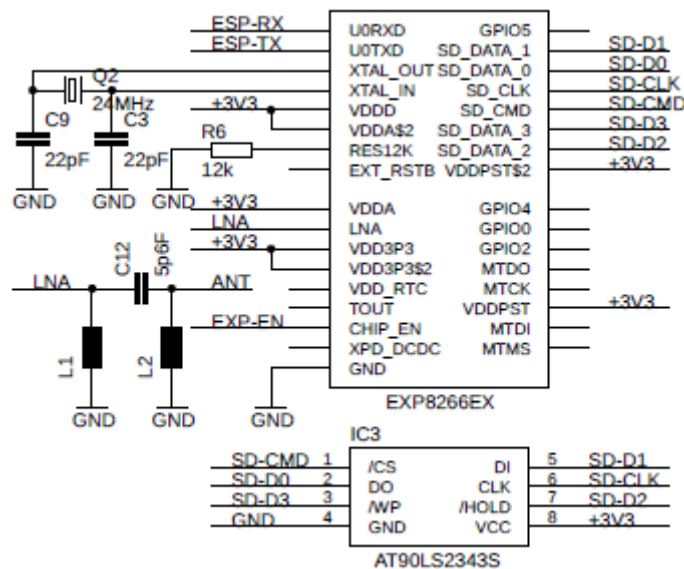 ESP-RX U0RXD GPIO5
ESP-TX U0TXD SD_DATA_1 SD-D1
XTAL_OUT SD_DATA_0 SD-D0
Q2
24MHz XTAL_IN SD_CLK SD-CLK
+3V3 VDDD SD_CMD SD-CMD
C9 C3 VDDA$2 SD_DATA_3 SD-D3
R6
22pF 22pF 12k RES12K SD_DATA_2 SD-D2
EXT_RSTB VDDPST$2 +3V3
GND GND GND
+3V3 VDDA GPIO4
LNA LNA GPIO0
+3V3 VDD3P3 GPIO2
C12 5p6F
VDD3P3$2 MTDO
LNA ANT VDD_RTC MTCK
TOUT VDDPST +3V3
EXP-EN CHIP_EN MTDI
XPD_DCDC MTMS
L1 L2
GND
GND GND GND
EXP8266EX
IC3
SD-CMD 1 /CS DI 5 SD-D1
SD-D0 2 DO CLK 6 SD-CLK
SD-D3 3 /WP /HOLD 7 SD-D2
GND 4 GND VCC 8 +3V3
AT90LS2343S